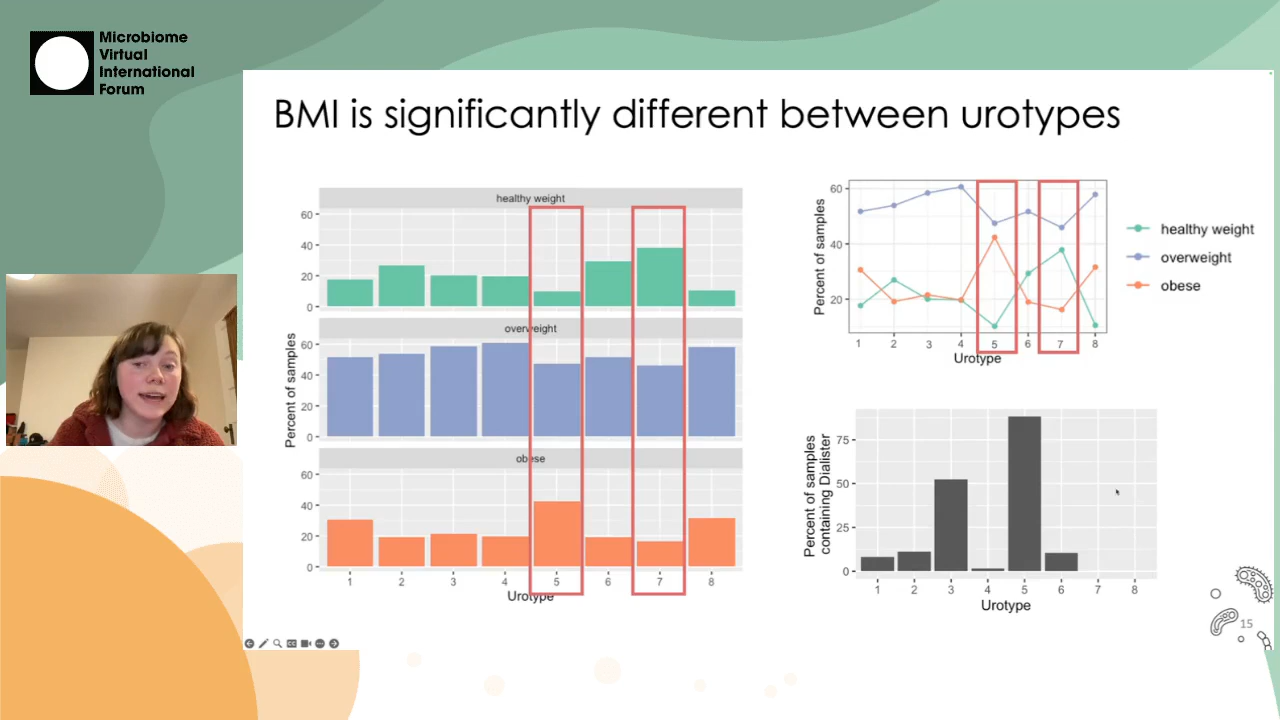 Microbiome
Virtual
International
Forum
BMI is significantly different between urotypes
healthy weight
60
40
20
0
overweight
60
40
20
0
obese
60
40
20
0
Percent of samples
1 2 3 4 5 6 7 8
Urotype
60
40
20
Percent of samples
1 2 3 4 5 6 7 8
Urotype
healthy weight
overweight
obese
75
50
25
0
Percent of samples
containing Dialister
1 2 3 4 5 6 7 8
Urotype
15